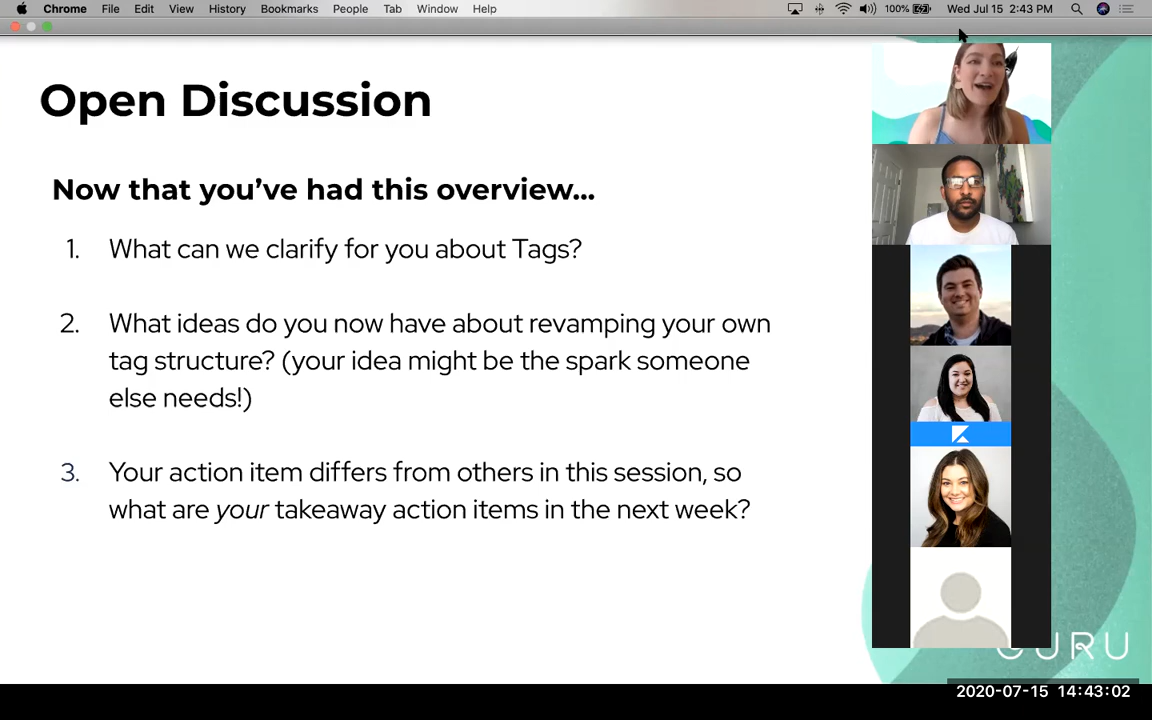 Chrome File Edit View History Bookmarks People Tab Window Help 100% Wed Jul 15 2:43 PM
Open Discussion
Now that you've had this overview...
1. What can we clarify for you about Tags?
2. What ideas do you now have about revamping your own
tag structure? (your idea might be the spark someone
else needs!)
3. Your action item differs from others in this session, so
what are your takeaway action items in the next week?
GURU
2020-07-15 14:43:02